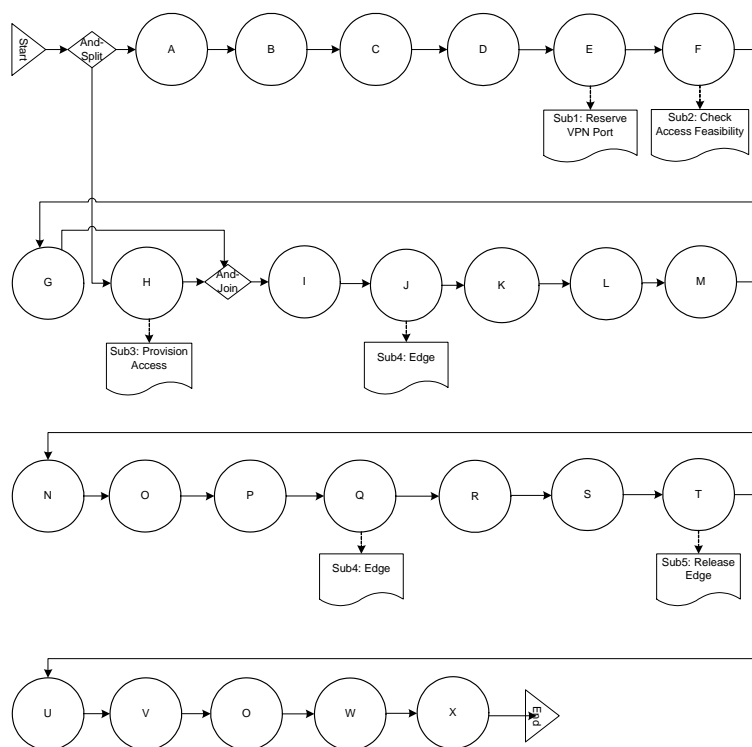 Start
And-
Split
A
B
C
D
E
F
Sub1: Reserve
VPN Port
Sub2: Check
Access Feasibility
G
H
And-
Join
I
J
K
L
M
Sub3: Provision
Access
Sub4: Edge
N
O
P
Q
R
S
T
Sub4: Edge
Sub5: Release
Edge
U
V
O
W
X
End